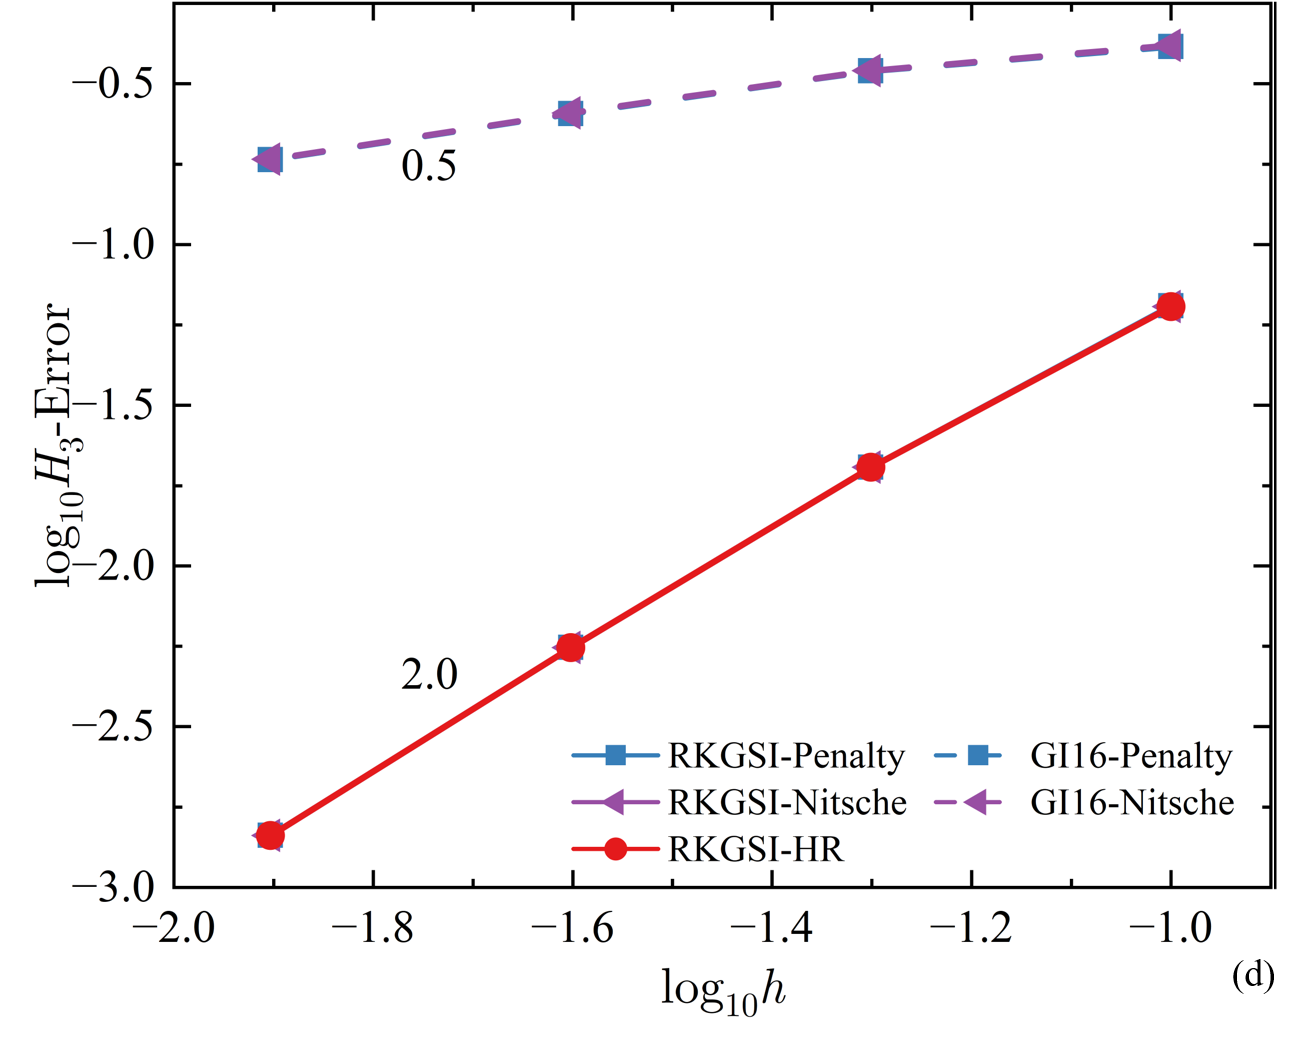 −0.5
0.5
−1.0
−1.5
log₁₀H₃-Error
−2.0
2.0
−2.5
RKGSI-Penalty GI16-Penalty
RKGSI-Nitsche GI16-Nitsche
RKGSI-HR
−3.0
−2.0 −1.8 −1.6 −1.4 −1.2 −1.0
log₁₀h
(d)